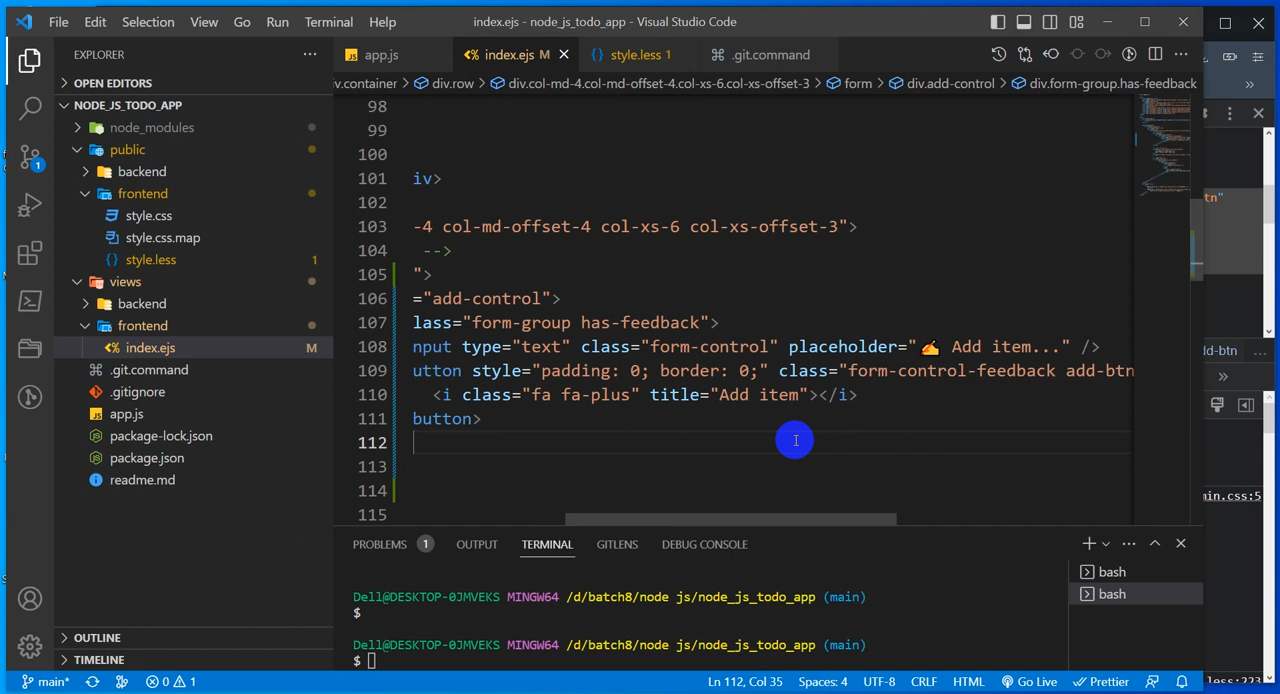 File Edit Selection View Go Run Terminal Help index.ejs - node_js_todo_app - Visual Studio Code
EXPLORER
app.js index.ejs M style.less 1 .git.command
OPEN EDITORS
iv.container > div.row > div.col-md-4.col-md-offset-4.col-xs-6.col-xs-offset-3 > form > div.add-control > div.form-group.has-feedback
NODE_JS_TODO_APP
node_modules
public
backend
frontend
style.css
style.css.map
style.less 1
views
backend
frontend
index.ejs M
.git.command
.gitignore
app.js
package-lock.json
package.json
readme.md
OUTLINE
TIMELINE
98
99
100
101 iv>
102
103 -4 col-md-offset-4 col-xs-6 col-xs-offset-3">
104 -->
105 ">
106 ="add-control">
107 lass="form-group has-feedback">
108 nput type="text" class="form-control" placeholder="✍ Add item..." />
109 utton style="padding: 0; border: 0;" class="form-control-feedback add-btn
110 <i class="fa fa-plus" title="Add item"></i>
111 button>
112
113
114
115
PROBLEMS 1 OUTPUT TERMINAL GITLENS DEBUG CONSOLE
Dell@DESKTOP-0JMVEKS MINGW64 /d/batch8/node js/node_js_todo_app (main)
$
Dell@DESKTOP-0JMVEKS MINGW64 /d/batch8/node js/node_js_todo_app (main)
$
bash
bash
1
main* 0 1 Ln 112, Col 35 Spaces: 4 UTF-8 CRLF HTML Go Live Prettier
tn"
dd-btn
min.css:5
less:223